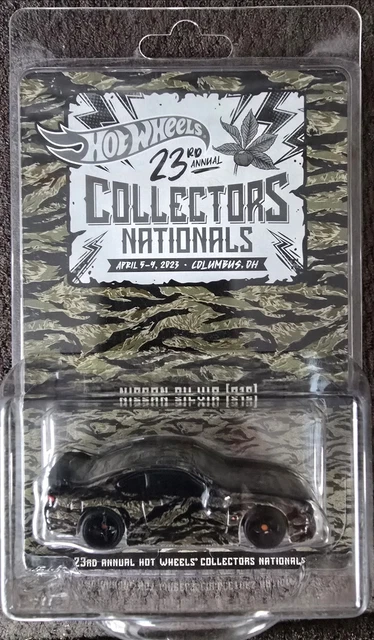 HOT WHEELS
23RD ANNUAL
COLLECTORS
NATIONALS
APRIL 5-9, 2023 • COLUMBUS, OH
NISSAN SILVIA (S15)
23RD ANNUAL HOT WHEELS® COLLECTORS NATIONALS